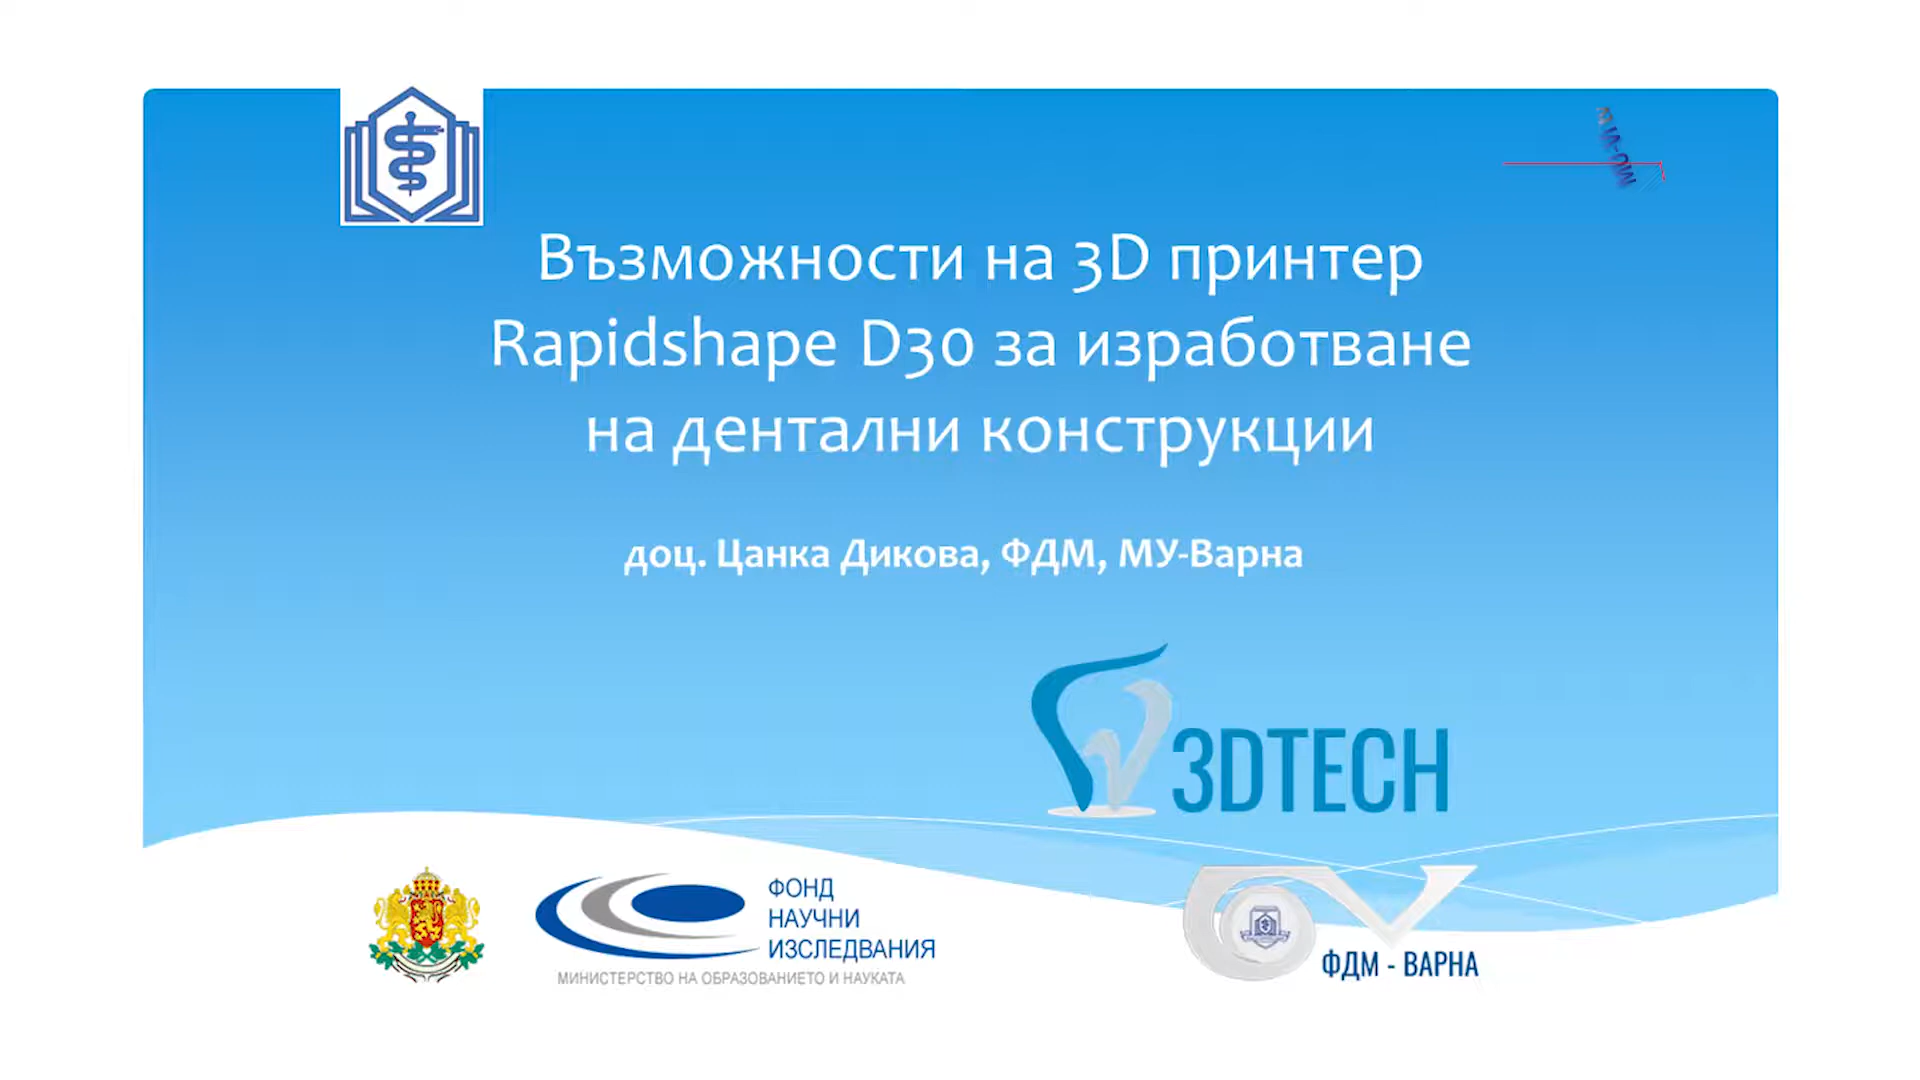 Възможности на 3D принтер
Rapidshape D30 за изработване
на дентални конструкции
доц. Цанка Дикова, ФДМ, МУ-Варна
3DTECH
ФОНД
НАУЧНИ
ИЗСЛЕДВАНИЯ
МИНИСТЕРСТВО НА ОБРАЗОВАНИЕТО И НАУКАТА
ФДМ - ВАРНА